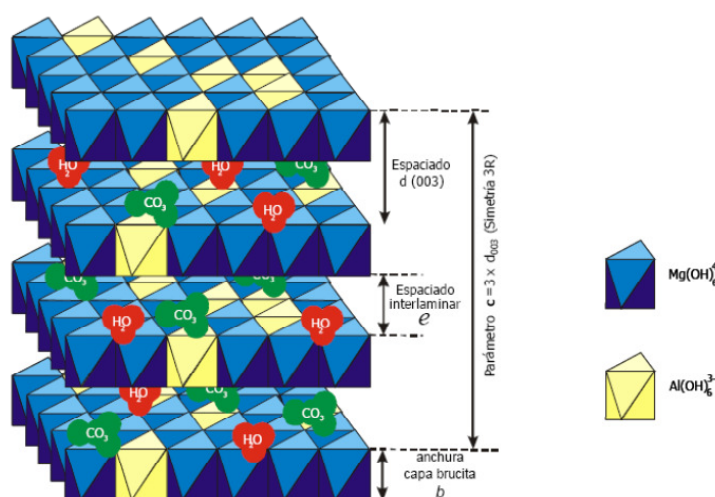 Espaciado
d (003)
Parámetro c = 3 x d003 (Simetría 3R)
H2O
H2O
CO3
CO3
H2O
Espaciado
interlaminar
e
CO3
CO3
H2O
H2O
Mg(OH)
Al(OH)6 3-
H2O
CO3
CO3
CO3
H2O
anchura
capa brucita
b